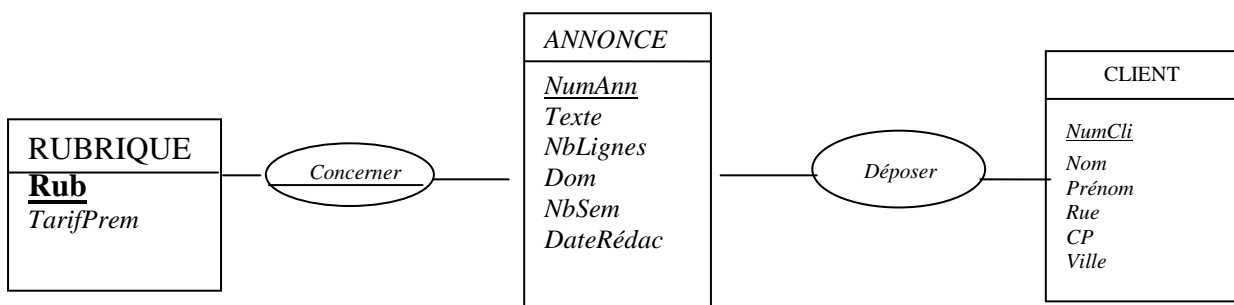 RUBRIQUE
Rub
TarifPrem
Concerner
ANNONCE
NumAnn
Texte
NbLignes
Dom
NbSem
DateRédac
Déposer
CLIENT
NumCli
Nom
Prénom
Rue
CP
Ville